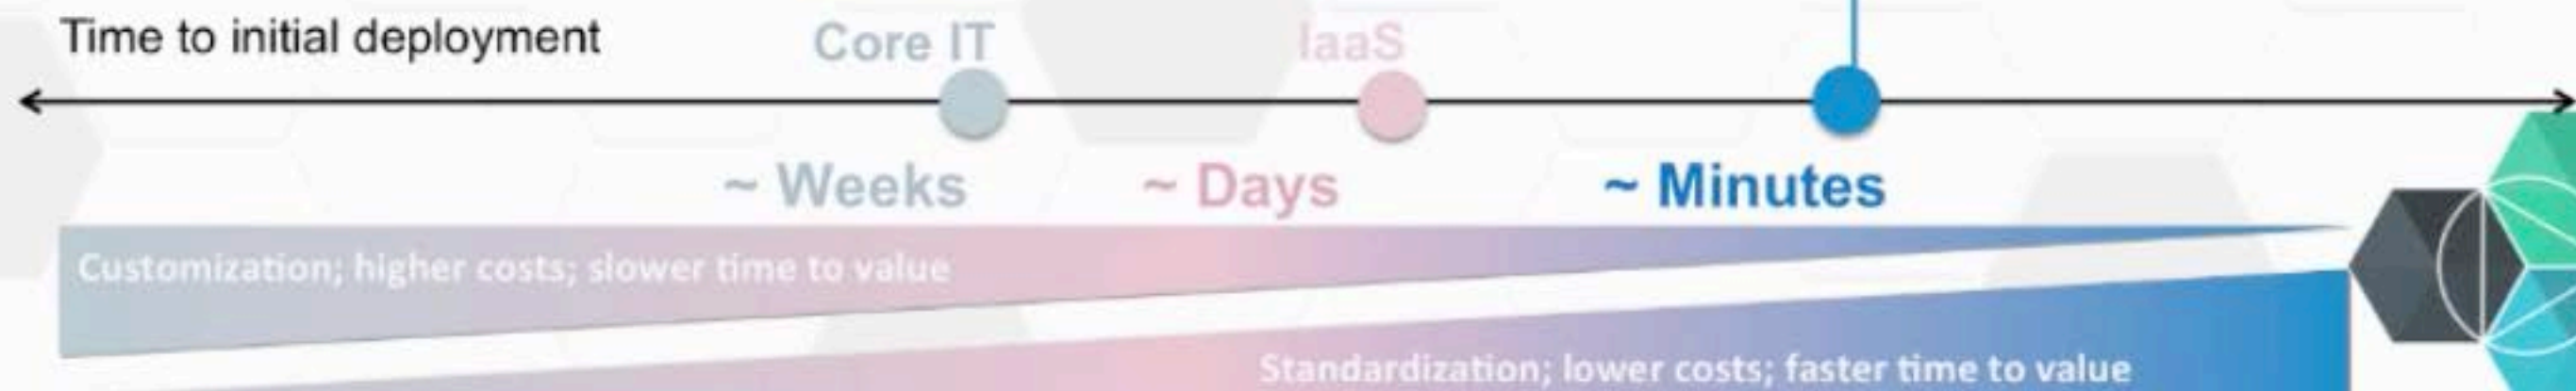 Time to initial deployment
Core IT
IaaS
~ Weeks
~ Days
~ Minutes
Customization; higher costs; slower time to value
Standardization; lower costs; faster time to value